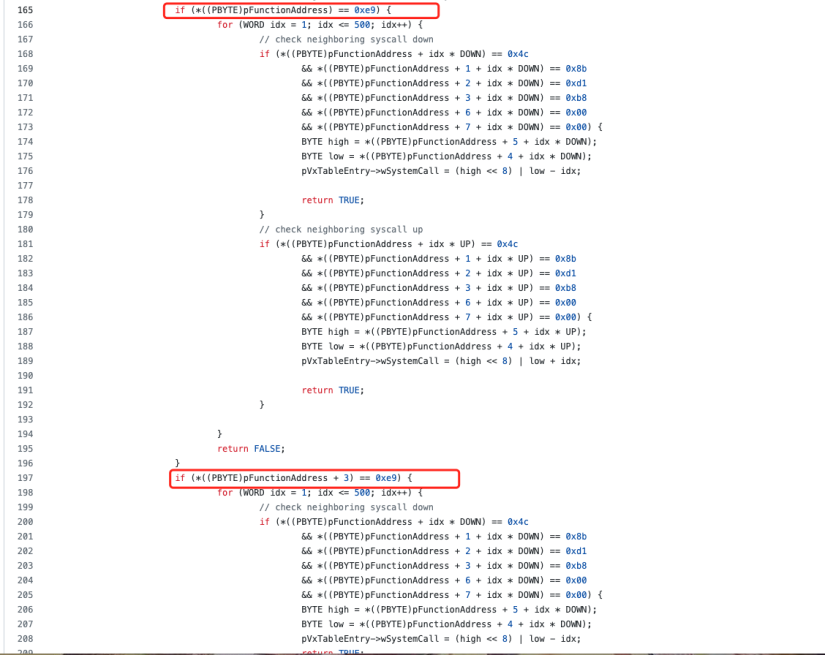 165 if (*((PBYTE)pFunctionAddress) == 0xe9) {
166 for (WORD idx = 1; idx <= 500; idx++) {
167 // check neighboring syscall down
168 if (*((PBYTE)pFunctionAddress + idx * DOWN) == 0x4c
169 && *((PBYTE)pFunctionAddress + 1 + idx * DOWN) == 0x8b
170 && *((PBYTE)pFunctionAddress + 2 + idx * DOWN) == 0xd1
171 && *((PBYTE)pFunctionAddress + 3 + idx * DOWN) == 0xb8
172 && *((PBYTE)pFunctionAddress + 6 + idx * DOWN) == 0x00
173 && *((PBYTE)pFunctionAddress + 7 + idx * DOWN) == 0x00) {
174 BYTE high = *((PBYTE)pFunctionAddress + 5 + idx * DOWN);
175 BYTE low = *((PBYTE)pFunctionAddress + 4 + idx * DOWN);
176 pVxTableEntry->wSystemCall = (high << 8) | low - idx;
177
178 return TRUE;
179 }
180 // check neighboring syscall up
181 if (*((PBYTE)pFunctionAddress + idx * UP) == 0x4c
182 && *((PBYTE)pFunctionAddress + 1 + idx * UP) == 0x8b
183 && *((PBYTE)pFunctionAddress + 2 + idx * UP) == 0xd1
184 && *((PBYTE)pFunctionAddress + 3 + idx * UP) == 0xb8
185 && *((PBYTE)pFunctionAddress + 6 + idx * UP) == 0x00
186 && *((PBYTE)pFunctionAddress + 7 + idx * UP) == 0x00) {
187 BYTE high = *((PBYTE)pFunctionAddress + 5 + idx * UP);
188 BYTE low = *((PBYTE)pFunctionAddress + 4 + idx * UP);
189 pVxTableEntry->wSystemCall = (high << 8) | low + idx;
190
191 return TRUE;
192 }
193
194 }
195 return FALSE;
196 }
197 if (*((PBYTE)pFunctionAddress + 3) == 0xe9) {
198 for (WORD idx = 1; idx <= 500; idx++) {
199 // check neighboring syscall down
200 if (*((PBYTE)pFunctionAddress + idx * DOWN) == 0x4c
201 && *((PBYTE)pFunctionAddress + 1 + idx * DOWN) == 0x8b
202 && *((PBYTE)pFunctionAddress + 2 + idx * DOWN) == 0xd1
203 && *((PBYTE)pFunctionAddress + 3 + idx * DOWN) == 0xb8
204 && *((PBYTE)pFunctionAddress + 6 + idx * DOWN) == 0x00
205 && *((PBYTE)pFunctionAddress + 7 + idx * DOWN) == 0x00) {
206 BYTE high = *((PBYTE)pFunctionAddress + 5 + idx * DOWN);
207 BYTE low = *((PBYTE)pFunctionAddress + 4 + idx * DOWN);
208 pVxTableEntry->wSystemCall = (high << 8) | low - idx;
209 return TRUE;